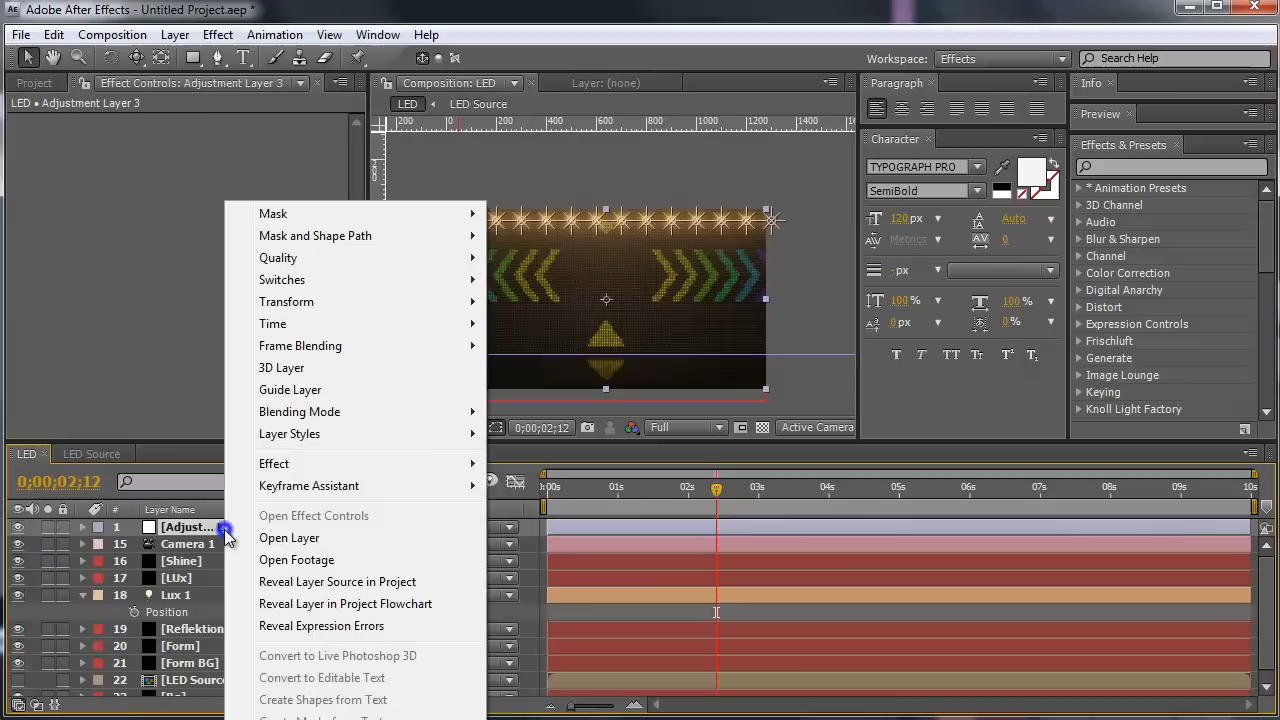 Adobe After Effects - Untitled Project.aep *
File Edit Composition Layer Effect Animation View Window Help
Workspace: Effects Search Help
Project Effect Controls: Adjustment Layer 3 Composition: LED Layer: (none) Paragraph Info
LED • Adjustment Layer 3
LED LED Source
200 0 200 400 600 800 1000 1200 1400
Preview
Character
Effects & Presets
TYPOGRAPH PRO
SemiBold
120 px Auto
Metrics 0
- px
100 % 100 %
0 px 0 %
T T TT Tt T¹ T₁
* Animation Presets
3D Channel
Audio
Blur & Sharpen
Channel
Color Correction
Digital Anarchy
Distort
Expression Controls
Frischluft
Generate
Image Lounge
Keying
Knoll Light Factory
Mask
Mask and Shape Path
Quality
Switches
Transform
Time
Frame Blending
3D Layer
Guide Layer
Blending Mode
Layer Styles
Effect
Keyframe Assistant
Open Effect Controls
Open Layer
Open Footage
Reveal Layer Source in Project
Reveal Layer in Project Flowchart
Reveal Expression Errors
Convert to Live Photoshop 3D
Convert to Editable Text
Create Shapes from Text
0;00;02;12 Full Active Camera
LED LED Source
0;00;02;12
0:00s 01s 02s 03s 04s 05s 06s 07s 08s 09s 10s
# Layer Name
1 [Adjust...
15 Camera 1
16 [Shine]
17 [LUx]
18 Lux 1
Position
19 [Reflektion
20 [Form]
21 [Form BG]
22 [LED Source